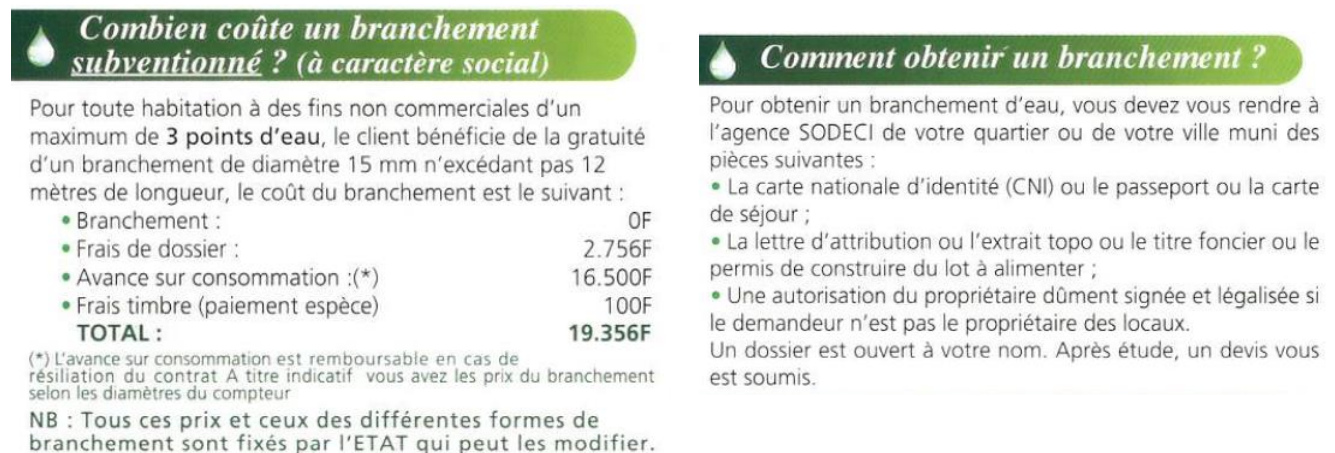 Combien coûte un branchement
subventionné ? (à caractère social)
Pour toute habitation à des fins non commerciales d'un
maximum de 3 points d'eau, le client bénéficie de la gratuité
d'un branchement de diamètre 15 mm n'excédant pas 12
mètres de longueur, le coût du branchement est le suivant :
• Branchement : 0F
• Frais de dossier : 2.756F
• Avance sur consommation :(*) 16.500F
• Frais timbre (paiement espèce) 100F
TOTAL : 19.356F
(*) L'avance sur consommation est remboursable en cas de
résiliation du contrat A titre indicatif vous avez les prix du branchement
selon les diamètres du compteur
NB : Tous ces prix et ceux des différentes formes de
branchement sont fixés par l'ETAT qui peut les modifier.
Comment obtenir un branchement ?
Pour obtenir un branchement d'eau, vous devez vous rendre à
l'agence SODECI de votre quartier ou de votre ville muni des
pièces suivantes :
• La carte nationale d'identité (CNI) ou le passeport ou la carte
de séjour ;
• La lettre d'attribution ou l'extrait topo ou le titre foncier ou le
permis de construire du lot à alimenter ;
• Une autorisation du propriétaire dûment signée et légalisée si
le demandeur n'est pas le propriétaire des locaux.
Un dossier est ouvert à votre nom. Après étude, un devis vous
est soumis.